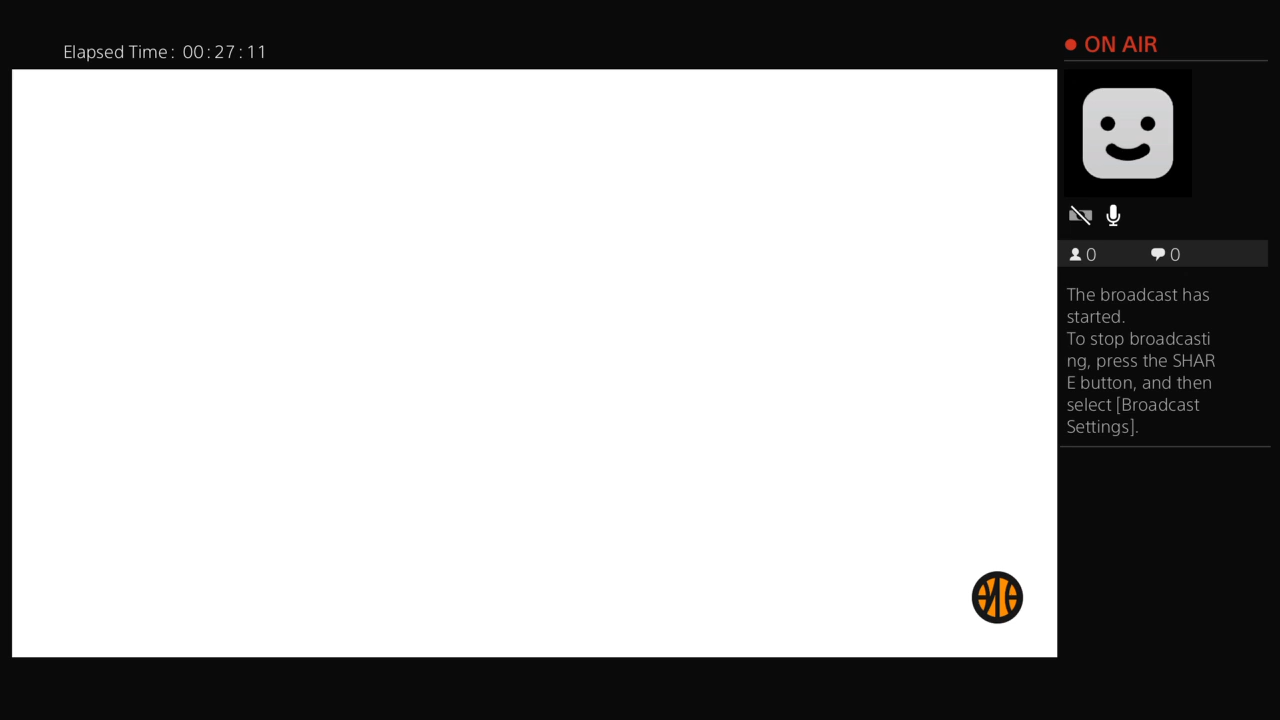 Elapsed Time: 00:27:11
ON AIR
0
0
The broadcast has
started.
To stop broadcasti
ng, press the SHAR
E button, and then
select [Broadcast
Settings].